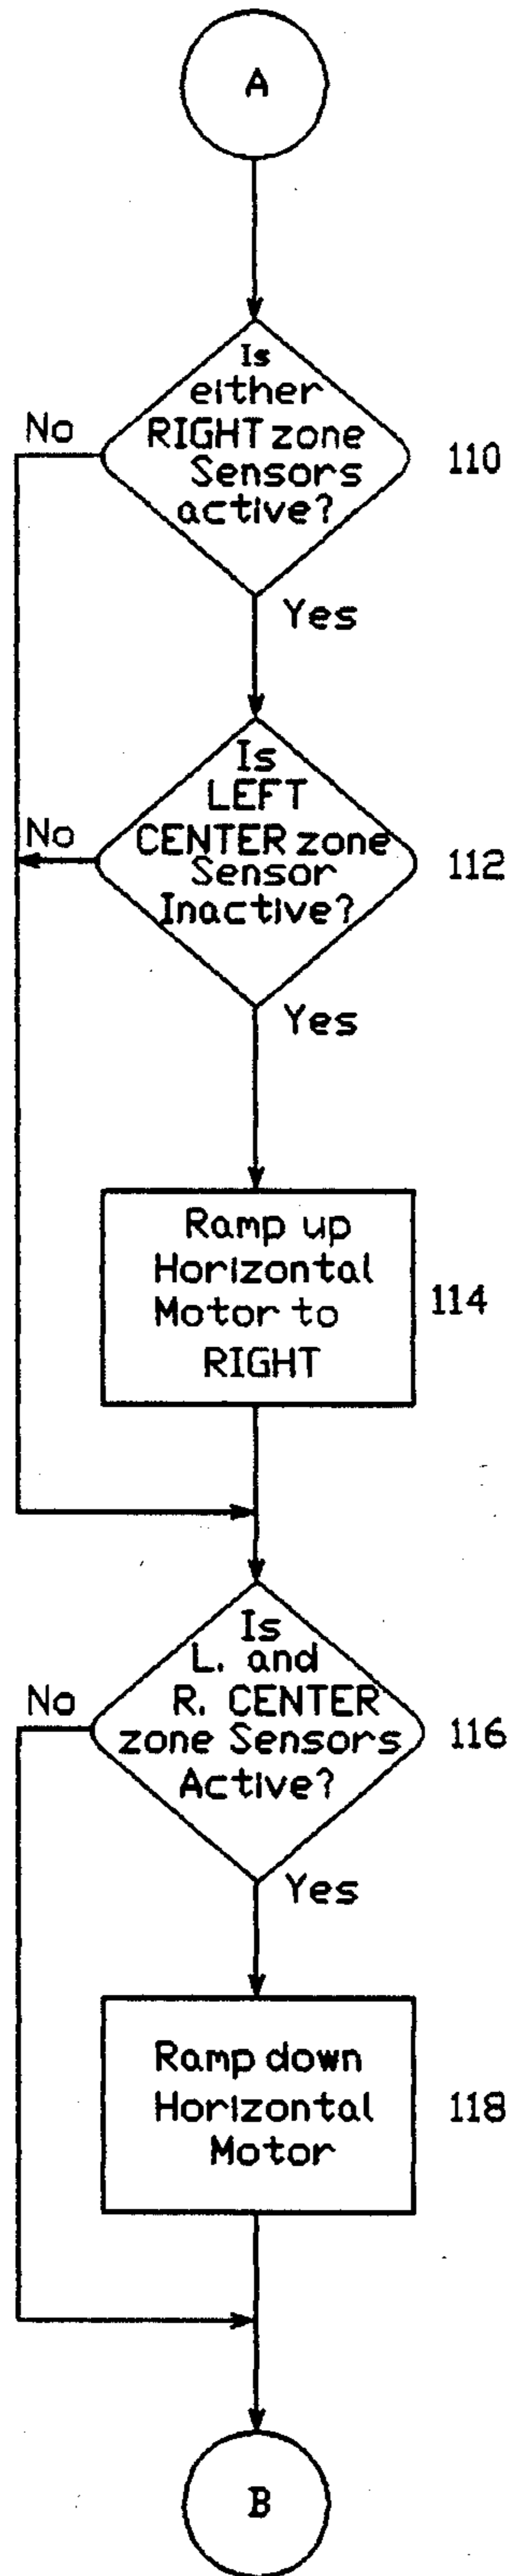 A
Is
either
RIGHT zone
Sensors
active?
No
110
Yes
Is
LEFT
CENTER zone
Sensor
Inactive?
No
112
Yes
Ramp up
Horizontal
Motor to
RIGHT
114
Is
L. and
R. CENTER
zone Sensors
Active?
No
116
Yes
Ramp down
Horizontal
Motor
118
B